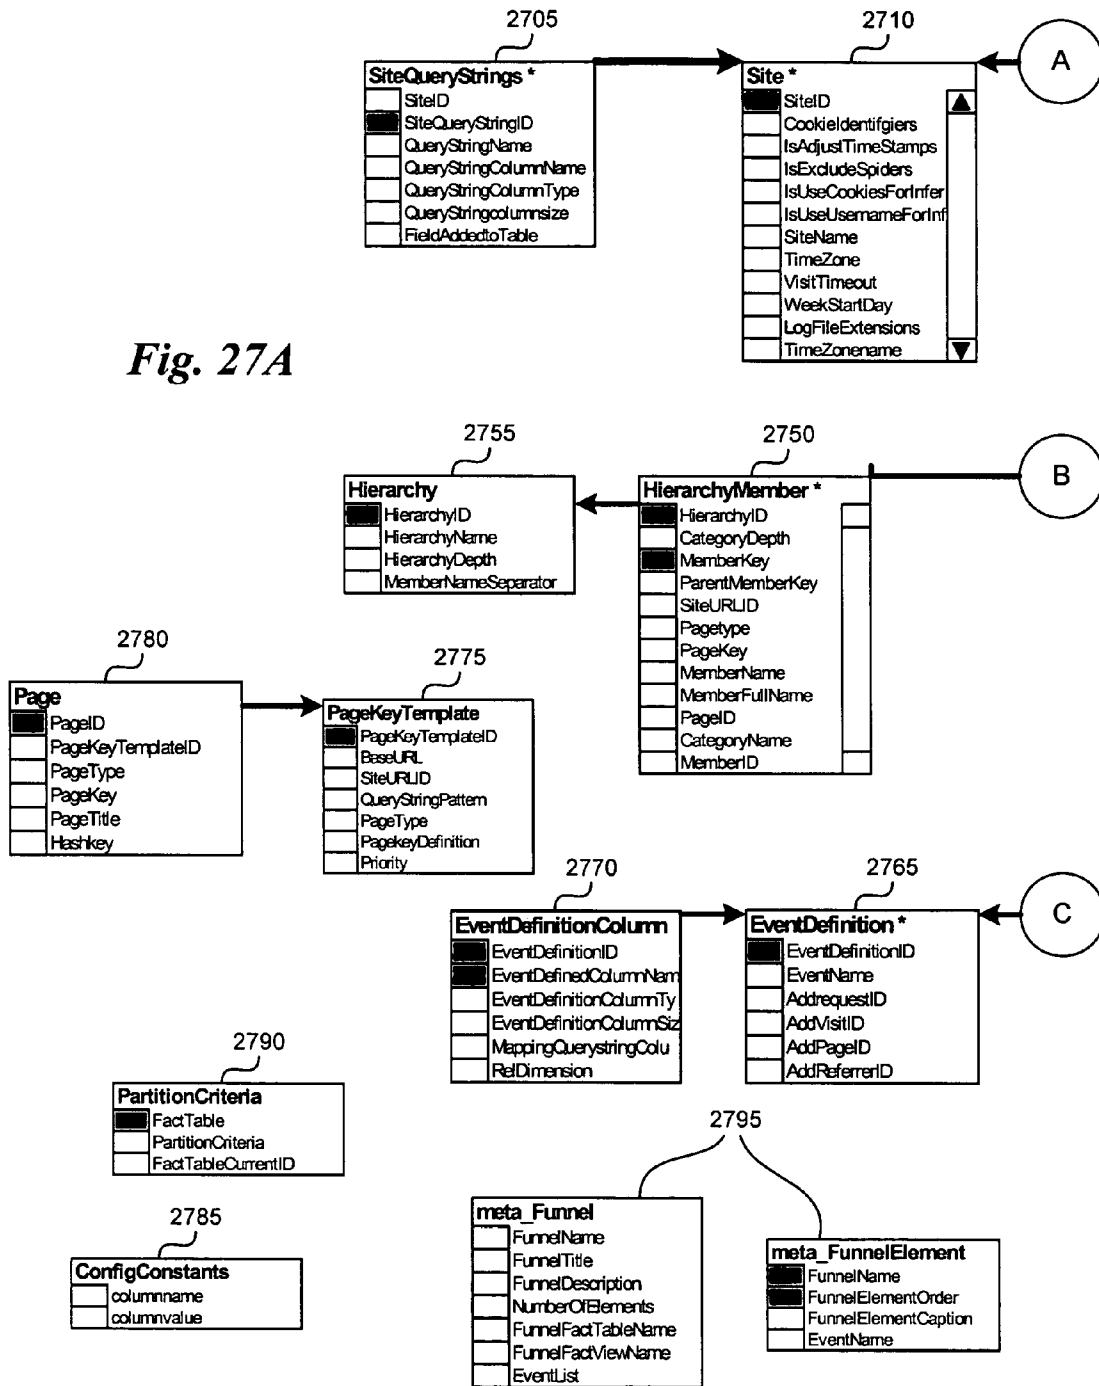 2705
2710
SiteQueryStrings *
SiteID
SiteQueryStringID
QueryStringName
QueryStringColumnName
QueryStringColumnType
QueryStringcolumnsize
FieldAddedtoTable
Site *
SiteID
CookieIdentifgiers
IsAdjustTimeStamps
IsExcludeSpiders
IsUseCookiesForInfer
IsUseUsernameForInf
SiteName
TimeZone
VisitTimeout
WeekStartDay
LogFileExtensions
TimeZonename
A
Fig. 27A
2755
2750
Hierarchy
HierarchyID
HierarchyName
HierarchyDepth
MemberNameSeparator
HierarchyMember *
HierarchyID
CategoryDepth
MemberKey
ParentMemberKey
SiteURLID
Pagetype
PageKey
MemberName
MemberFullName
PageID
CategoryName
MemberID
B
2780
2775
Page
PageID
PageKeyTemplateID
PageType
PageKey
PageTitle
Hashkey
PageKeyTemplate
PageKeyTemplateID
BaseURL
SiteURLID
QueryStringPattern
PageType
PagekeyDefinition
Priority
2770
2765
EventDefinitionColumn
EventDefinitionID
EventDefinedColumnNam
EventDefinitionColumnTy
EventDefinitionColumnSiz
MappingQuerystringColu
RelDimension
EventDefinition *
EventDefinitionID
EventName
AddrequestID
AddVisitID
AddPageID
AddReferrerID
C
2790
PartitionCriteria
FactTable
PartitionCriteria
FactTableCurrentID
2795
2785
ConfigConstants
columnname
columnvalue
meta_Funnel
FunnelName
FunnelTitle
FunnelDescription
NumberOfElements
FunnelFactTableName
FunnelFactViewName
EventList
meta_FunnelElement
FunnelName
FunnelElementOrder
FunnelElementCaption
EventName